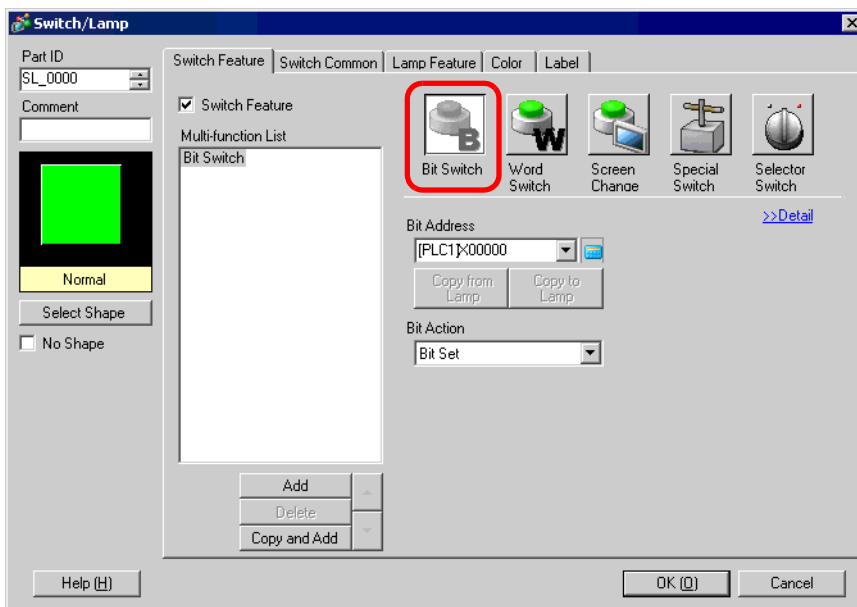 Switch/Lamp
Part ID
SL_0000
Comment
Normal
Select Shape
No Shape
Switch Feature
Switch Common
Lamp Feature
Color
Label
Switch Feature
Multi-function List
Bit Switch
Add
Delete
Copy and Add
B
Bit Switch
W
Word
Switch
Screen
Change
Special
Switch
Selector
Switch
>>Detail
Bit Address
[PLC1]X00000
Copy from
Lamp
Copy to
Lamp
Bit Action
Bit Set
Help (H)
OK (O)
Cancel